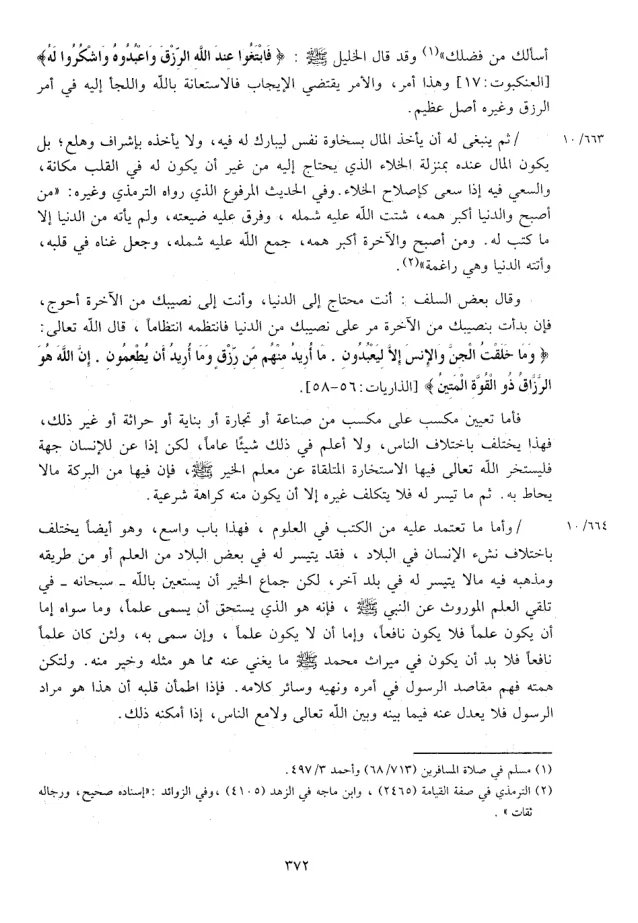 أسألك من فضلك»(١) وقد قال الخليل ﷺ : ﴿ فَابْتَغُوا عِندَ اللَّهِ الرِّزْقَ وَاعْبُدُوهُ وَاشْكُرُوا لَهُ﴾
[العنكبوت:١٧] وهذا أمر، والأمر يقتضي الإيجاب فالاستعانة بالله واللجأ إليه في أمر
الرزق وغيره أصل عظيم.
١٠/٦٦٣ / ثم ينبغي له أن يأخذ المال بسخاوة نفس ليبارك له فيه، ولا يأخذه بإشراف وهلع؛ بل
يكون المال عنده بمنزلة الخلاء الذي يحتاج إليه من غير أن يكون له في القلب مكانة،
والسعي فيه إذا سعى كإصلاح الخلاء.وفي الحديث المرفوع الذي رواه الترمذي وغيره: «من
أصبح والدنيا أكبر همه، شتت الله عليه شمله ، وفرق عليه ضيعته، ولم يأته من الدنيا إلا
ما كتب له. ومن أصبح والآخرة أكبر همه، جمع الله عليه شمله، وجعل غناه في قلبه،
وأتته الدنيا وهي راغمة»(٢).
وقال بعض السلف : أنت محتاج إلى الدنيا، وأنت إلى نصيبك من الآخرة أحوج،
فإن بدأت بنصيبك من الآخرة مر على نصيبك من الدنيا فانتظمه انتظاماً ، قال الله تعالى:
﴿ وَمَا خَلَقْتُ الْجِنَّ وَالإِنسَ إِلاَّ لِيَعْبُدُونِ . مَا أُرِيدُ مِنْهُم مِّن رِّزْقٍ وَمَا أُرِيدُ أَن يُطْعِمُونِ . إِنَّ اللَّهَ هُوَ
الرَّزَّاقُ ذُو الْقُوَّةِ الْمَتِينُ ﴾ [الذاريات:٥٦-٥٨].
فأما تعيين مكسب على مكسب من صناعة أو تجارة أو بناية أو حراثة أو غير ذلك،
فهذا يختلف باختلاف الناس، ولا أعلم في ذلك شيئًا عاماً، لكن إذا عن للإنسان جهة
فليستخر الله تعالى فيها الاستخارة المتلقاة عن معلم الخير ﷺ، فإن فيها من البركة مالا
يحاط به. ثم ما تيسر له فلا يتكلف غيره إلا أن يكون منه كراهة شرعية.
١٠/٦٦٤ / وأما ما تعتمد عليه من الكتب في العلوم ، فهذا باب واسع، وهو أيضاً يختلف
باختلاف نشء الإنسان في البلاد ، فقد يتيسر له في بعض البلاد من العلم أو من طريقه
ومذهبه فيه مالا يتيسر له في بلد آخر، لكن جماع الخير أن يستعين بالله ـ سبحانه ـ في
تلقي العلم الموروث عن النبي ﷺ ، فإنه هو الذي يستحق أن يسمى علماً، وما سواه إما
أن يكون علماً فلا يكون نافعاً، وإما أن لا يكون علماً ، وإن سمى به، ولئن كان علماً
نافعاً فلا بد أن يكون في ميراث محمد ﷺ ما يغني عنه مما هو مثله وخير منه. ولتكن
همته فهم مقاصد الرسول في أمره ونهيه وسائر كلامه. فإذا اطمأن قلبه أن هذا هو مراد
الرسول فلا يعدل عنه فيما بينه وبين الله تعالى ولامع الناس، إذا أمكنه ذلك.
(١) مسلم في صلاة المسافرين (٦٨/٧١٣) وأحمد ٤٩٧/٣ .
(٢) الترمذي في صفة القيامة (٢٤٦٥) ، وابن ماجه في الزهد (٤١٠٥) ،وفي الزوائد :«إسناده صحيح، ورجاله
ثقات» .
٣٧٢